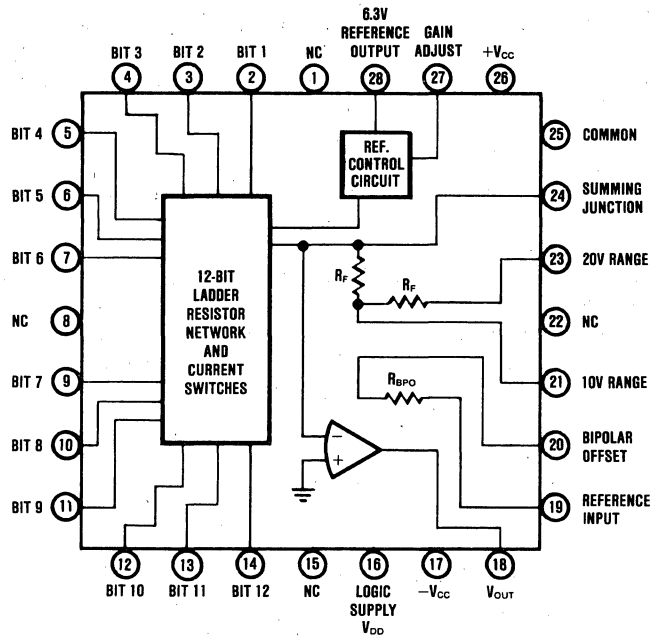 6.3V
REFERENCE
OUTPUT
GAIN
ADJUST
BIT 3
BIT 2
BIT 1
NC
+VCC
4
3
2
1
28
27
26
BIT 4
5
25
COMMON
REF.
CONTROL
CIRCUIT
BIT 5
6
24
SUMMING
JUNCTION
BIT 6
7
23
20V RANGE
RF
RF
12-BIT
LADDER
RESISTOR
NETWORK
AND
CURRENT
SWITCHES
NC
8
22
NC
BIT 7
9
21
10V RANGE
RBPO
BIT 8
10
20
BIPOLAR
OFFSET
−
+
BIT 9
11
19
REFERENCE
INPUT
12
13
14
15
16
17
18
BIT 10
BIT 11
BIT 12
NC
LOGIC
SUPPLY
VDD
−VCC
VOUT